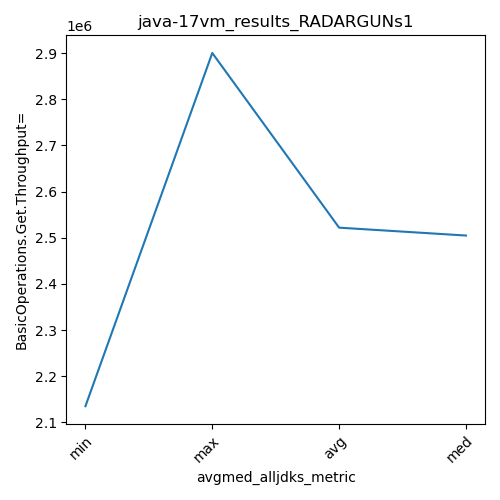 java-17vm_results_RADARGUNs1
1e6
2.9
2.8
2.7
2.6
2.5
2.4
2.3
2.2
2.1
BasicOperations.Get.Throughput=
min
max
avg
med
avgmed_alljdks_metric